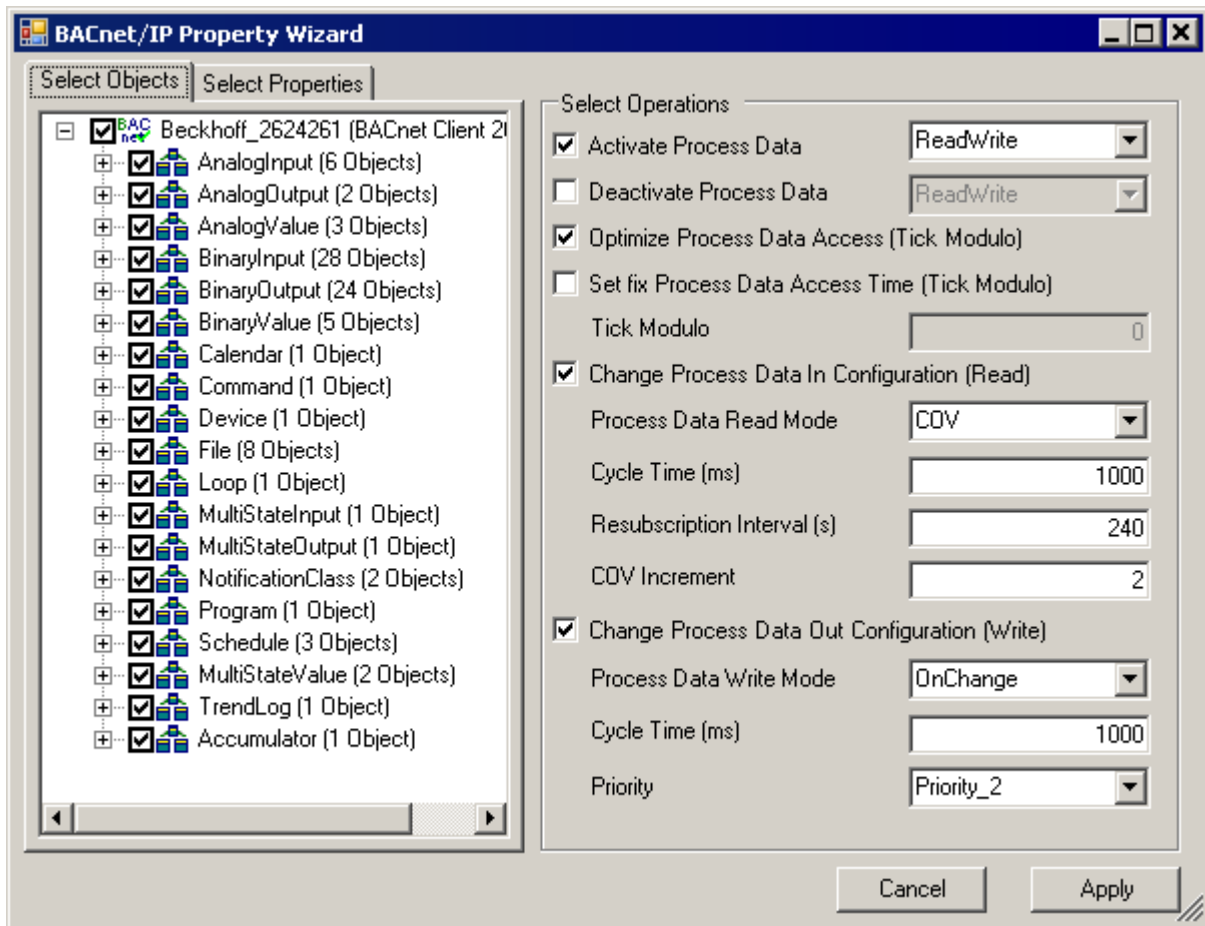 BACnet/IP Property Wizard
Select Objects
Select Properties
BAC
net
Beckhoff_2624261 (BACnet Client 2
AnalogInput (6 Objects)
AnalogOutput (2 Objects)
AnalogValue (3 Objects)
BinaryInput (28 Objects)
BinaryOutput (24 Objects)
BinaryValue (5 Objects)
Calendar (1 Object)
Command (1 Object)
Device (1 Object)
File (8 Objects)
Loop (1 Object)
MultiStateInput (1 Object)
MultiStateOutput (1 Object)
NotificationClass (2 Objects)
Program (1 Object)
Schedule (3 Objects)
MultiStateValue (2 Objects)
TrendLog (1 Object)
Accumulator (1 Object)
Select Operations
Activate Process Data ReadWrite
Deactivate Process Data ReadWrite
Optimize Process Data Access (Tick Modulo)
Set fix Process Data Access Time (Tick Modulo)
Tick Modulo 0
Change Process Data In Configuration (Read)
Process Data Read Mode COV
Cycle Time (ms) 1000
Resubscription Interval (s) 240
COV Increment 2
Change Process Data Out Configuration (Write)
Process Data Write Mode OnChange
Cycle Time (ms) 1000
Priority Priority_2
Cancel
Apply